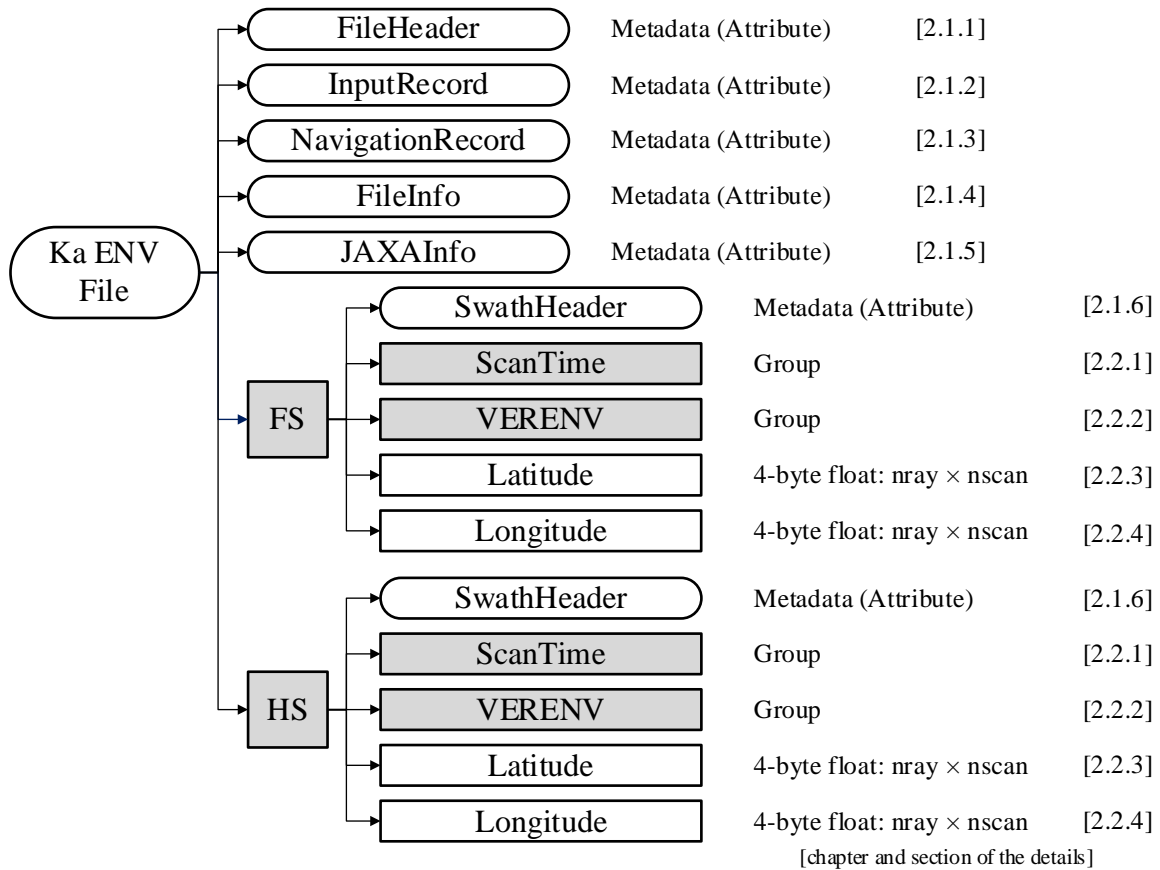 FileHeader Metadata (Attribute) [2.1.1]
InputRecord Metadata (Attribute) [2.1.2]
NavigationRecord Metadata (Attribute) [2.1.3]
FileInfo Metadata (Attribute) [2.1.4]
Ka ENV
File
JAXAInfo Metadata (Attribute) [2.1.5]
SwathHeader Metadata (Attribute) [2.1.6]
ScanTime Group [2.2.1]
FS
VERENV Group [2.2.2]
Latitude 4-byte float: nray × nscan [2.2.3]
Longitude 4-byte float: nray × nscan [2.2.4]
SwathHeader Metadata (Attribute) [2.1.6]
ScanTime Group [2.2.1]
HS
VERENV Group [2.2.2]
Latitude 4-byte float: nray × nscan [2.2.3]
Longitude 4-byte float: nray × nscan [2.2.4]
[chapter and section of the details]